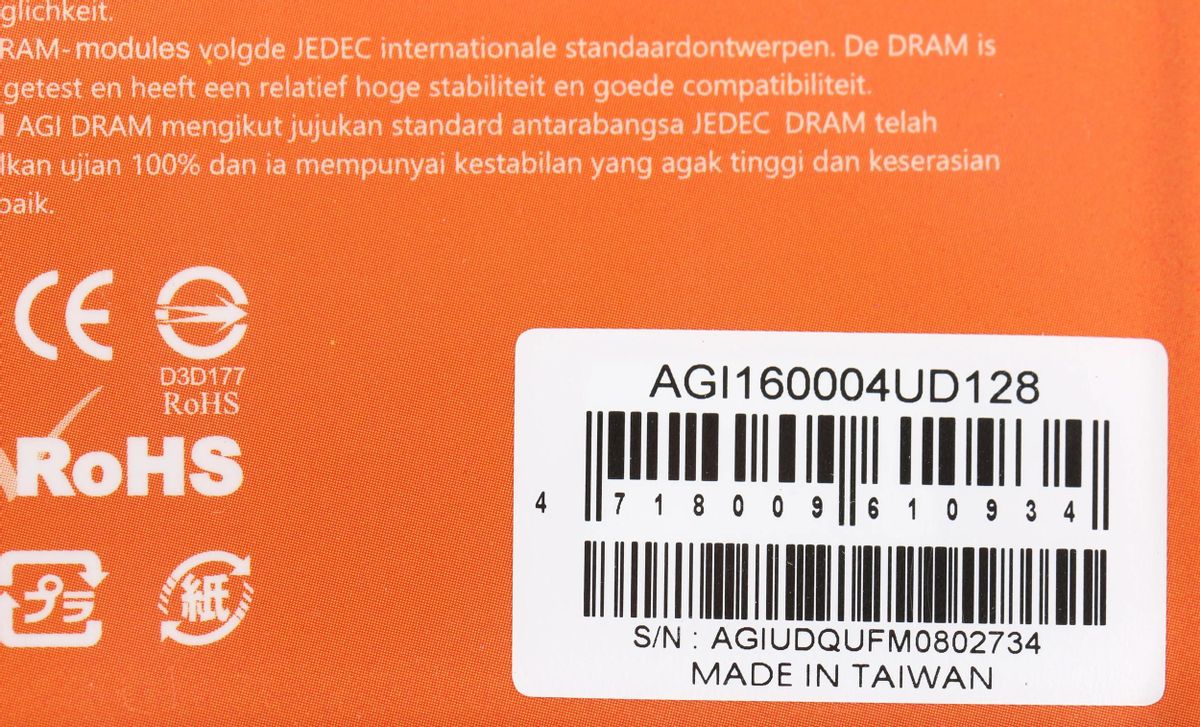 glichkeit.
RAM-modules volgde JEDEC internationale standaardontwerpen. De DRAM is
getest en heeft een relatief hoge stabiliteit en goede compatibiliteit.
AGI DRAM mengikut jujukan standard antarabangsa JEDEC DRAM telah
lkan ujian 100% dan ia mempunyai kestabilan yang agak tinggi dan keserasian
baik.
CE
D3D177
RoHS
RoHS
プラ
紙
AGI160004UD128
4 718009 610934
S/N : AGIUDQUFM0802734
MADE IN TAIWAN